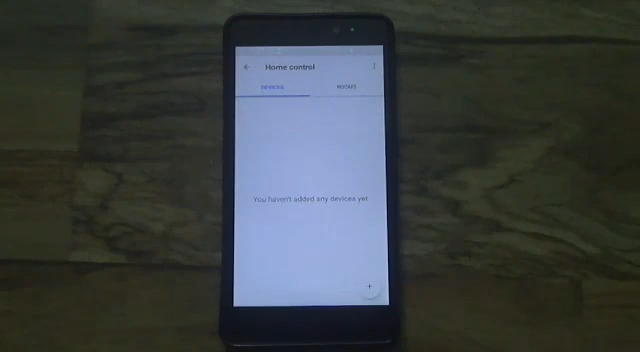 Home control
DEVICES
ROOMS
You haven't added any devices yet